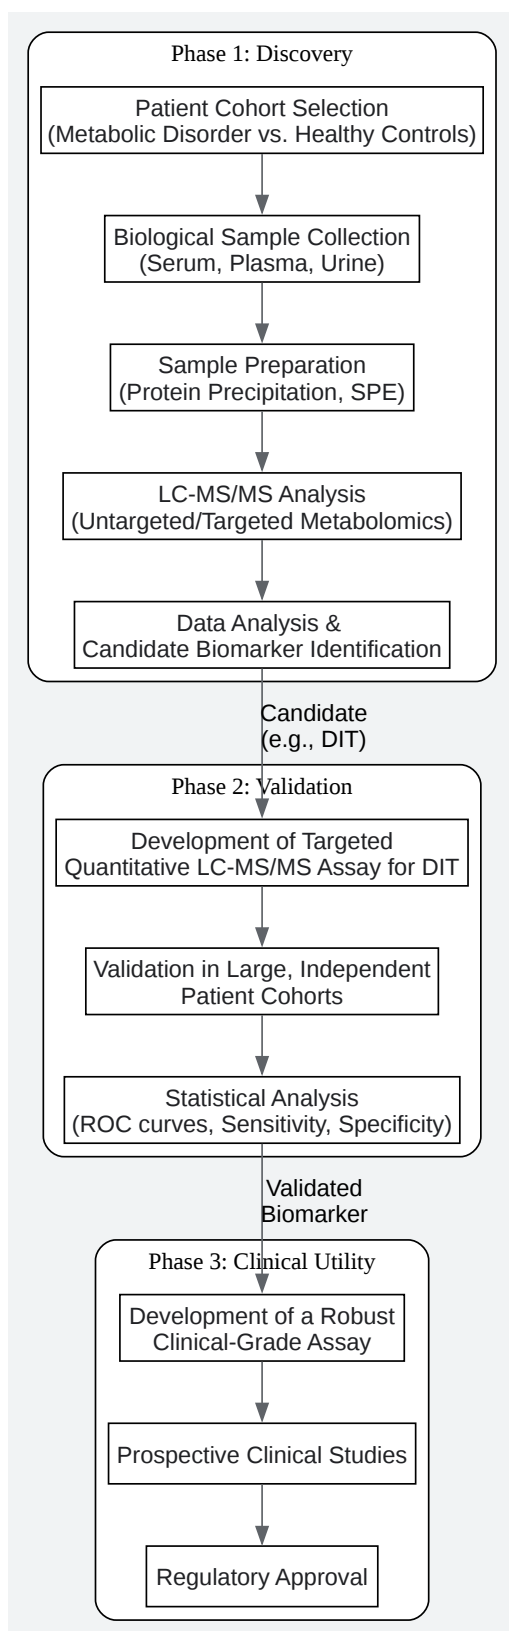 Phase 1: Discovery
Patient Cohort Selection
(Metabolic Disorder vs. Healthy Controls)
Biological Sample Collection
(Serum, Plasma, Urine)
Sample Preparation
(Protein Precipitation, SPE)
LC-MS/MS Analysis
(Untargeted/Targeted Metabolomics)
Data Analysis &
Candidate Biomarker Identification
Candidate
(e.g., DIT)
Phase 2: Validation
Development of Targeted
Quantitative LC-MS/MS Assay for DIT
Validation in Large, Independent
Patient Cohorts
Statistical Analysis
(ROC curves, Sensitivity, Specificity)
Validated
Biomarker
Phase 3: Clinical Utility
Development of a Robust
Clinical-Grade Assay
Prospective Clinical Studies
Regulatory Approval